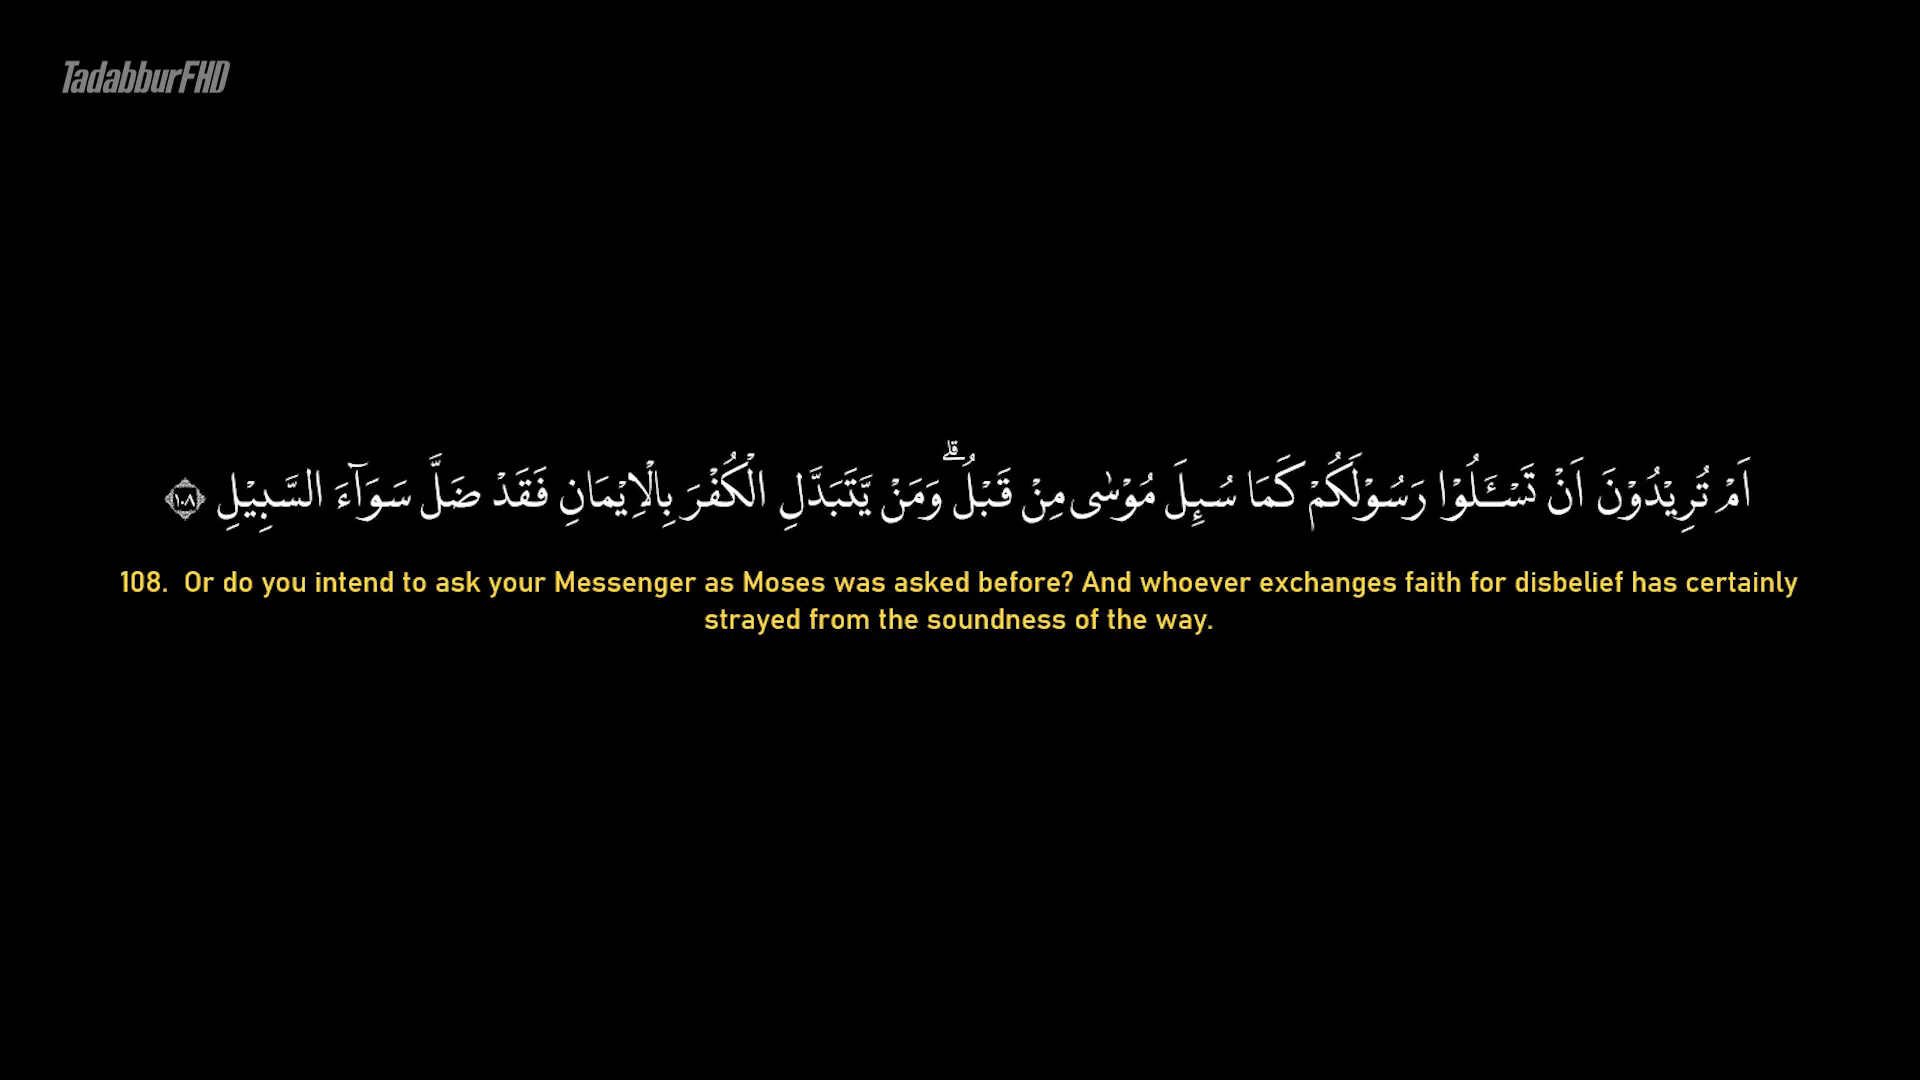 TadabburFHD
اَمْ تُرِيْدُوْنَ اَنْ تَسْـَٔلُوْا رَسُوْلَكُمْ كَمَا سُىِٕلَ مُوْسٰى مِنْ قَبْلُ ۗ وَمَنْ يَّتَبَدَّلِ الْكُفْرَ بِالْاِيْمَانِ فَقَدْ ضَلَّ سَوَاۤءَ السَّبِيْلِ ١٠٨
108. Or do you intend to ask your Messenger as Moses was asked before? And whoever exchanges faith for disbelief has certainly
strayed from the soundness of the way.